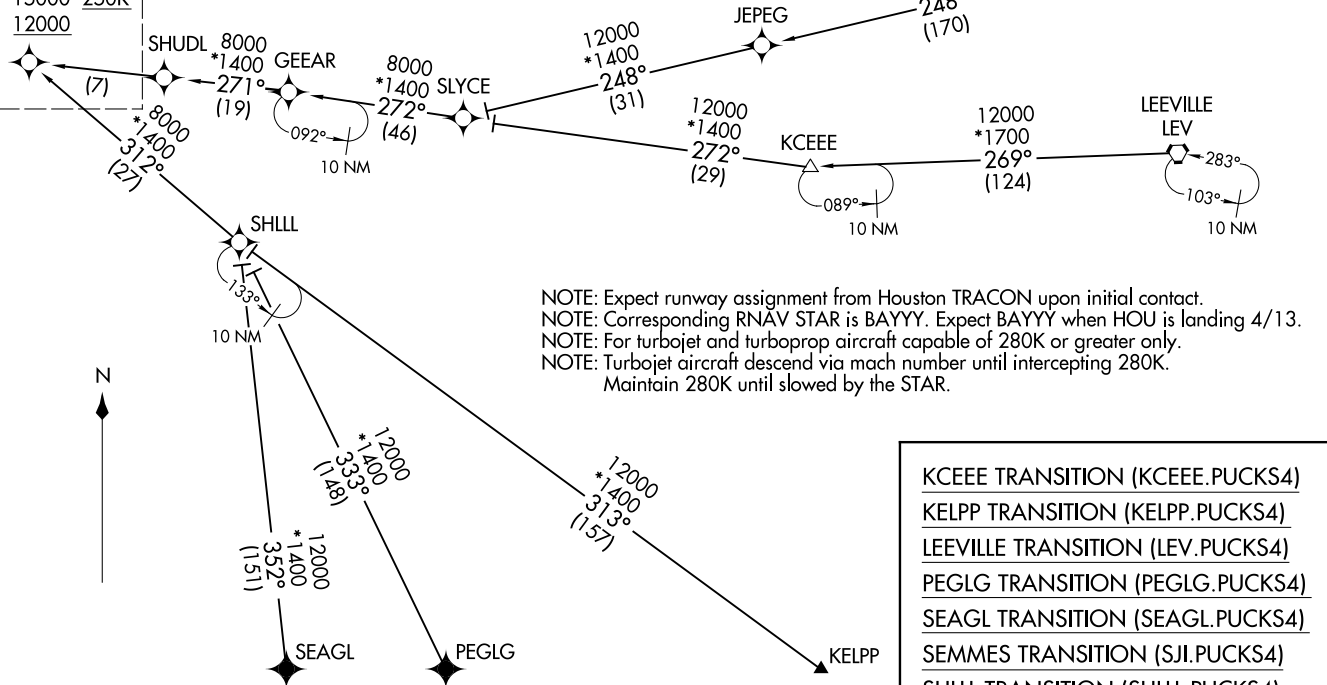 15000 250K
12000
SHUDL
8000
*1400
271°
(19)
(7)
GEEAR
092°
10 NM
8000
*1400
272°
(46)
SLYCE
12000
*1400
248°
(31)
JEPEG
248°
(170)
12000
*1400
272°
(29)
KCEEE
089°
10 NM
12000
*1700
269°
(124)
LEEVILLE
LEV
283°
103°
10 NM
8000
*1400
312°
(27)
SHLLL
133°
10 NM
NOTE: Expect runway assignment from Houston TRACON upon initial contact.
NOTE: Corresponding RNAV STAR is BAYYY. Expect BAYYY when HOU is landing 4/13.
NOTE: For turbojet and turboprop aircraft capable of 280K or greater only.
NOTE: Turbojet aircraft descend via mach number until intercepting 280K.
Maintain 280K until slowed by the STAR.
N
12000
*1400
352°
(151)
12000
*1400
333°
(148)
12000
*1400
313°
(157)
SEAGL
PEGLG
KELPP
KCEEE TRANSITION (KCEEE.PUCKS4)
KELPP TRANSITION (KELPP.PUCKS4)
LEEVILLE TRANSITION (LEV.PUCKS4)
PEGLG TRANSITION (PEGLG.PUCKS4)
SEAGL TRANSITION (SEAGL.PUCKS4)
SEMMES TRANSITION (SJI.PUCKS4)
SHLLL TRANSITION (SHLLL.PUCKS4)